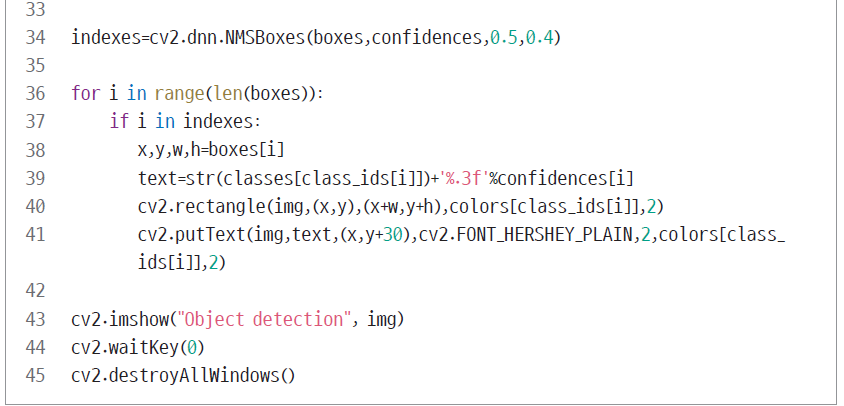 33
34 indexes=cv2.dnn.NMSBoxes(boxes,confidences,0.5,0.4)
35
36 for i in range(len(boxes)):
37     if i in indexes:
38         x,y,w,h=boxes[i]
39         text=str(classes[class_ids[i]])+'%.3f'%confidences[i]
40         cv2.rectangle(img,(x,y),(x+w,y+h),colors[class_ids[i]],2)
41         cv2.putText(img,text,(x,y+30),cv2.FONT_HERSHEY_PLAIN,2,colors[class_
ids[i]],2)
42
43 cv2.imshow("Object detection", img)
44 cv2.waitKey(0)
45 cv2.destroyAllWindows()